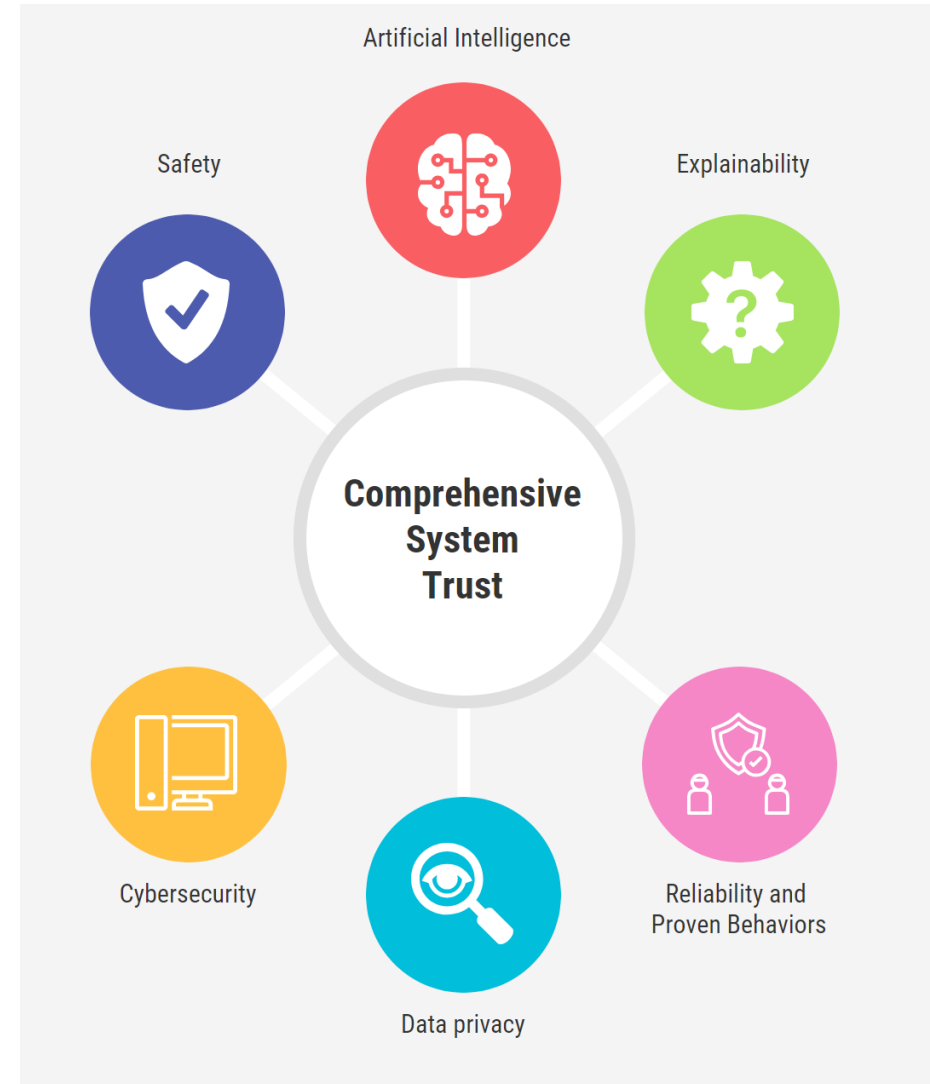 Artificial Intelligence
Safety
Explainability
Comprehensive
System
Trust
Cybersecurity
Reliability and
Proven Behaviors
Data privacy